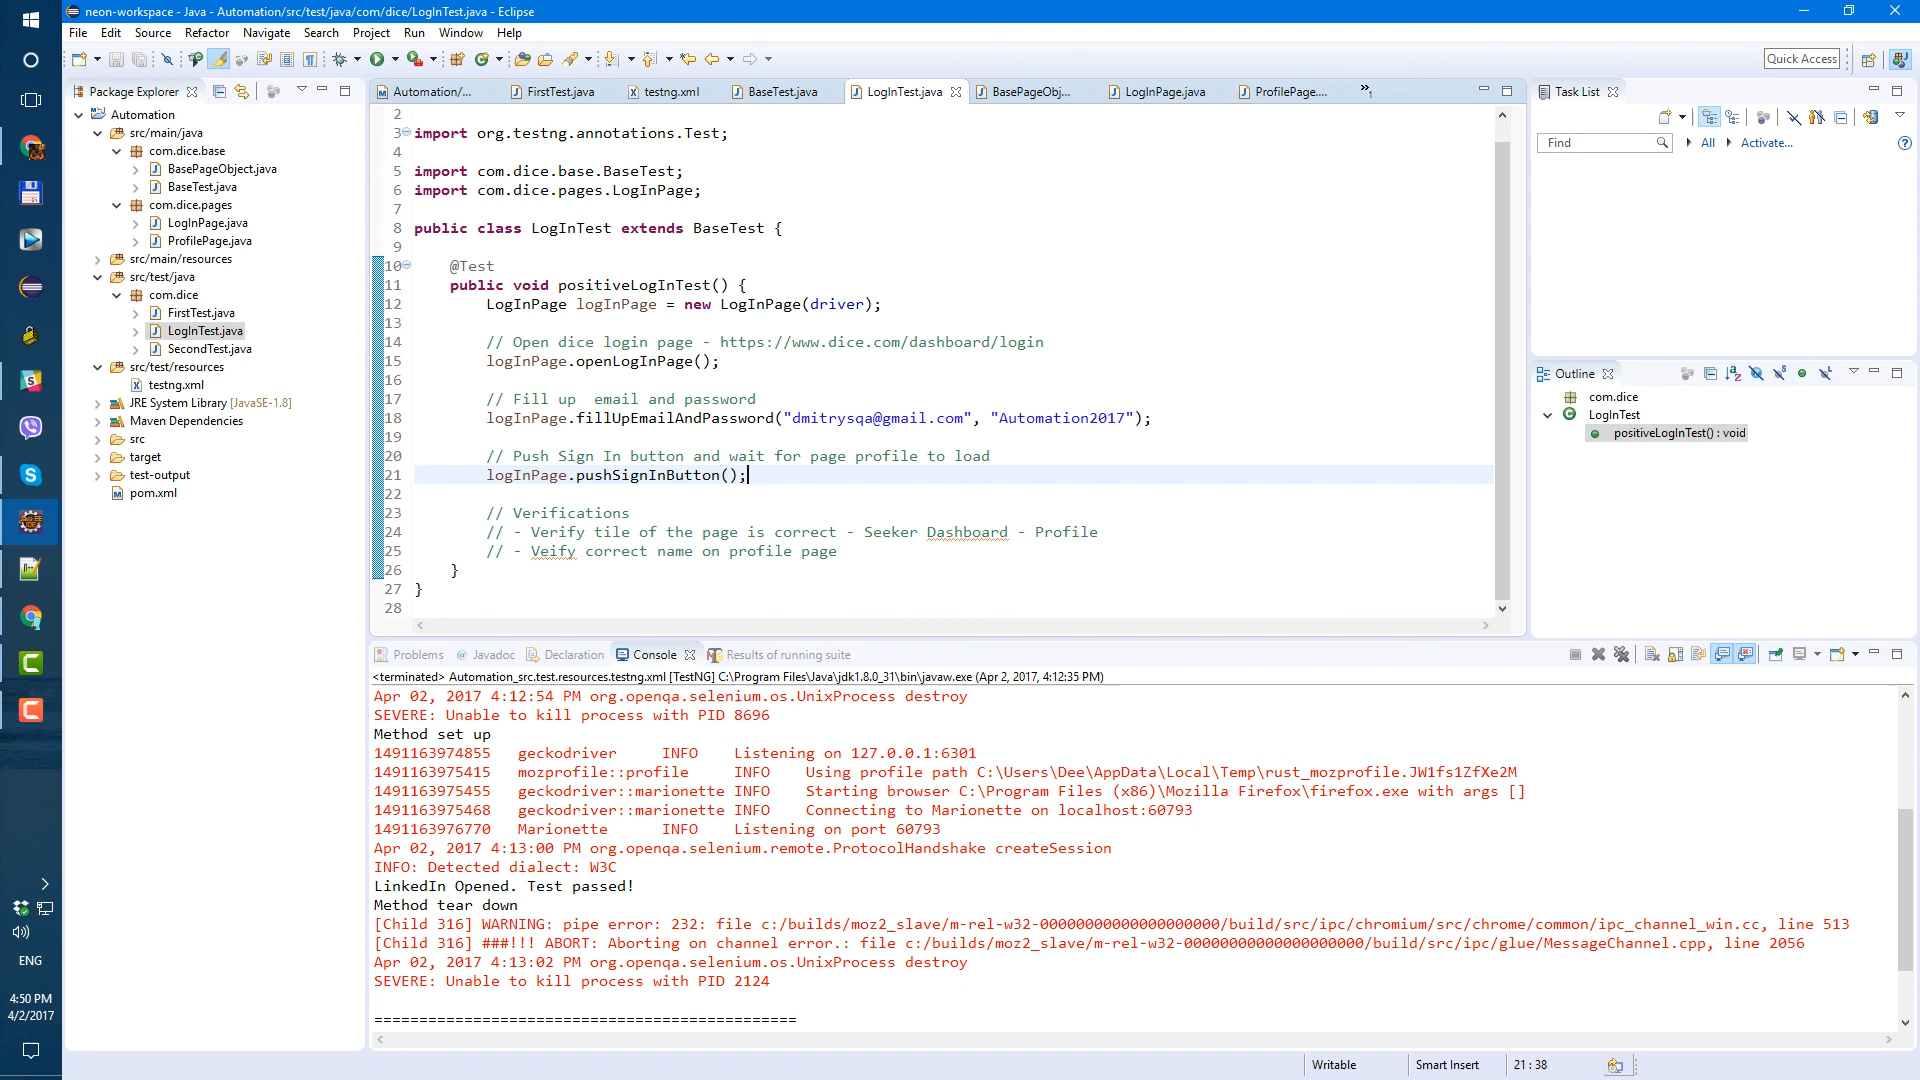 neon-workspace - Java - Automation/src/test/java/com/dice/LogInTest.java - Eclipse
File Edit Source Refactor Navigate Search Project Run Window Help
Quick Access
Package Explorer
Automation
src/main/java
com.dice.base
BasePageObject.java
BaseTest.java
com.dice.pages
LogInPage.java
ProfilePage.java
src/main/resources
src/test/java
com.dice
FirstTest.java
LogInTest.java
SecondTest.java
src/test/resources
testng.xml
JRE System Library [JavaSE-1.8]
Maven Dependencies
src
target
test-output
pom.xml
Automation/... FirstTest.java testng.xml BaseTest.java LogInTest.java BasePageObj... LogInPage.java ProfilePage.... »1
2
3 import org.testng.annotations.Test;
4
5 import com.dice.base.BaseTest;
6 import com.dice.pages.LogInPage;
7
8 public class LogInTest extends BaseTest {
9
10 @Test
11 public void positiveLogInTest() {
12 LogInPage logInPage = new LogInPage(driver);
13
14 // Open dice login page - https://www.dice.com/dashboard/login
15 logInPage.openLogInPage();
16
17 // Fill up  email and password
18 logInPage.fillUpEmailAndPassword("dmitrysqa@gmail.com", "Automation2017");
19
20 // Push Sign In button and wait for page profile to load
21 logInPage.pushSignInButton();
22
23 // Verifications
24 // - Verify tile of the page is correct - Seeker Dashboard - Profile
25 // - Veify correct name on profile page
26 }
27 }
28
Task List
Find All Activate...
Outline
com.dice
LogInTest
positiveLogInTest() : void
Problems @ Javadoc Declaration Console Results of running suite
<terminated> Automation_src.test.resources.testng.xml [TestNG] C:\Program Files\Java\jdk1.8.0_31\bin\javaw.exe (Apr 2, 2017, 4:12:35 PM)
Apr 02, 2017 4:12:54 PM org.openqa.selenium.os.UnixProcess destroy
SEVERE: Unable to kill process with PID 8696
Method set up
1491163974855 geckodriver INFO Listening on 127.0.0.1:6301
1491163975415 mozprofile::profile INFO Using profile path C:\Users\Dee\AppData\Local\Temp\rust_mozprofile.JW1fs1ZfXe2M
1491163975455 geckodriver::marionette INFO Starting browser C:\Program Files (x86)\Mozilla Firefox\firefox.exe with args []
1491163975468 geckodriver::marionette INFO Connecting to Marionette on localhost:60793
1491163976770 Marionette INFO Listening on port 60793
Apr 02, 2017 4:13:00 PM org.openqa.selenium.remote.ProtocolHandshake createSession
INFO: Detected dialect: W3C
LinkedIn Opened. Test passed!
Method tear down
[Child 316] WARNING: pipe error: 232: file c:/builds/moz2_slave/m-rel-w32-00000000000000000000/build/src/ipc/chromium/src/chrome/common/ipc_channel_win.cc, line 513
[Child 316] ###!!! ABORT: Aborting on channel error.: file c:/builds/moz2_slave/m-rel-w32-00000000000000000000/build/src/ipc/glue/MessageChannel.cpp, line 2056
Apr 02, 2017 4:13:02 PM org.openqa.selenium.os.UnixProcess destroy
SEVERE: Unable to kill process with PID 2124
===============================================
Writable Smart Insert 21 : 38
ENG
4:50 PM
4/2/2017